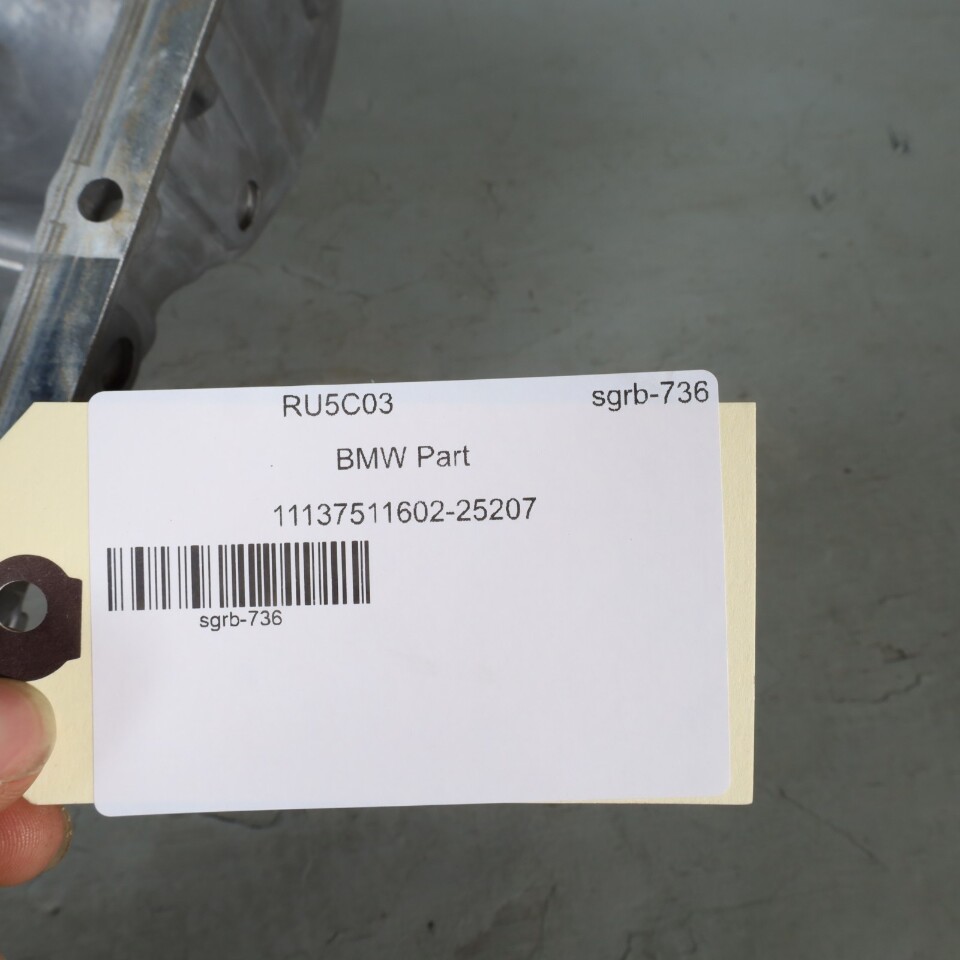 RU5C03 sgrb-736
BMW Part
11137511602-25207
sgrb-736